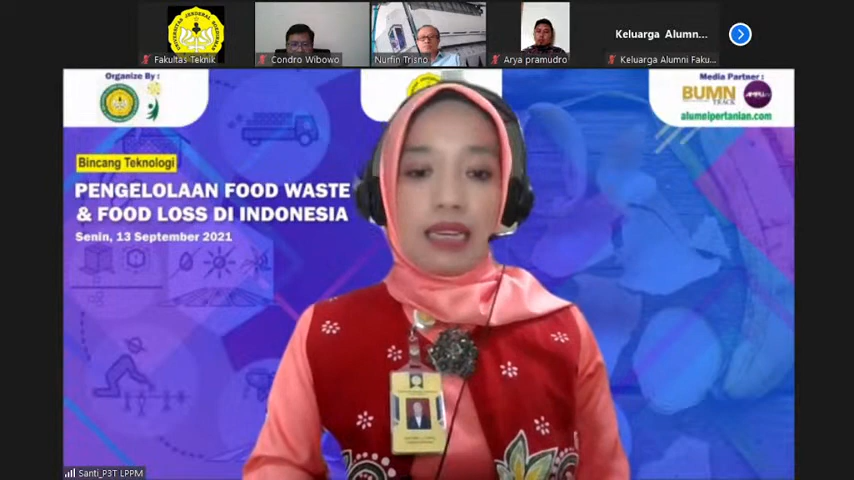 Keluarga Alumn...
Fakultas Teknik
Condro Wibowo
Nurfin Trisno
Arya pramudro
Keluarga Alumni Faku...
Organize By :
Media Partner :
BUMN
TRACK
alumnipertanian.com
Bincang Teknologi
PENGELOLAAN FOOD WASTE
& FOOD LOSS DI INDONESIA
Senin, 13 September 2021
Santi_P3T LPPM